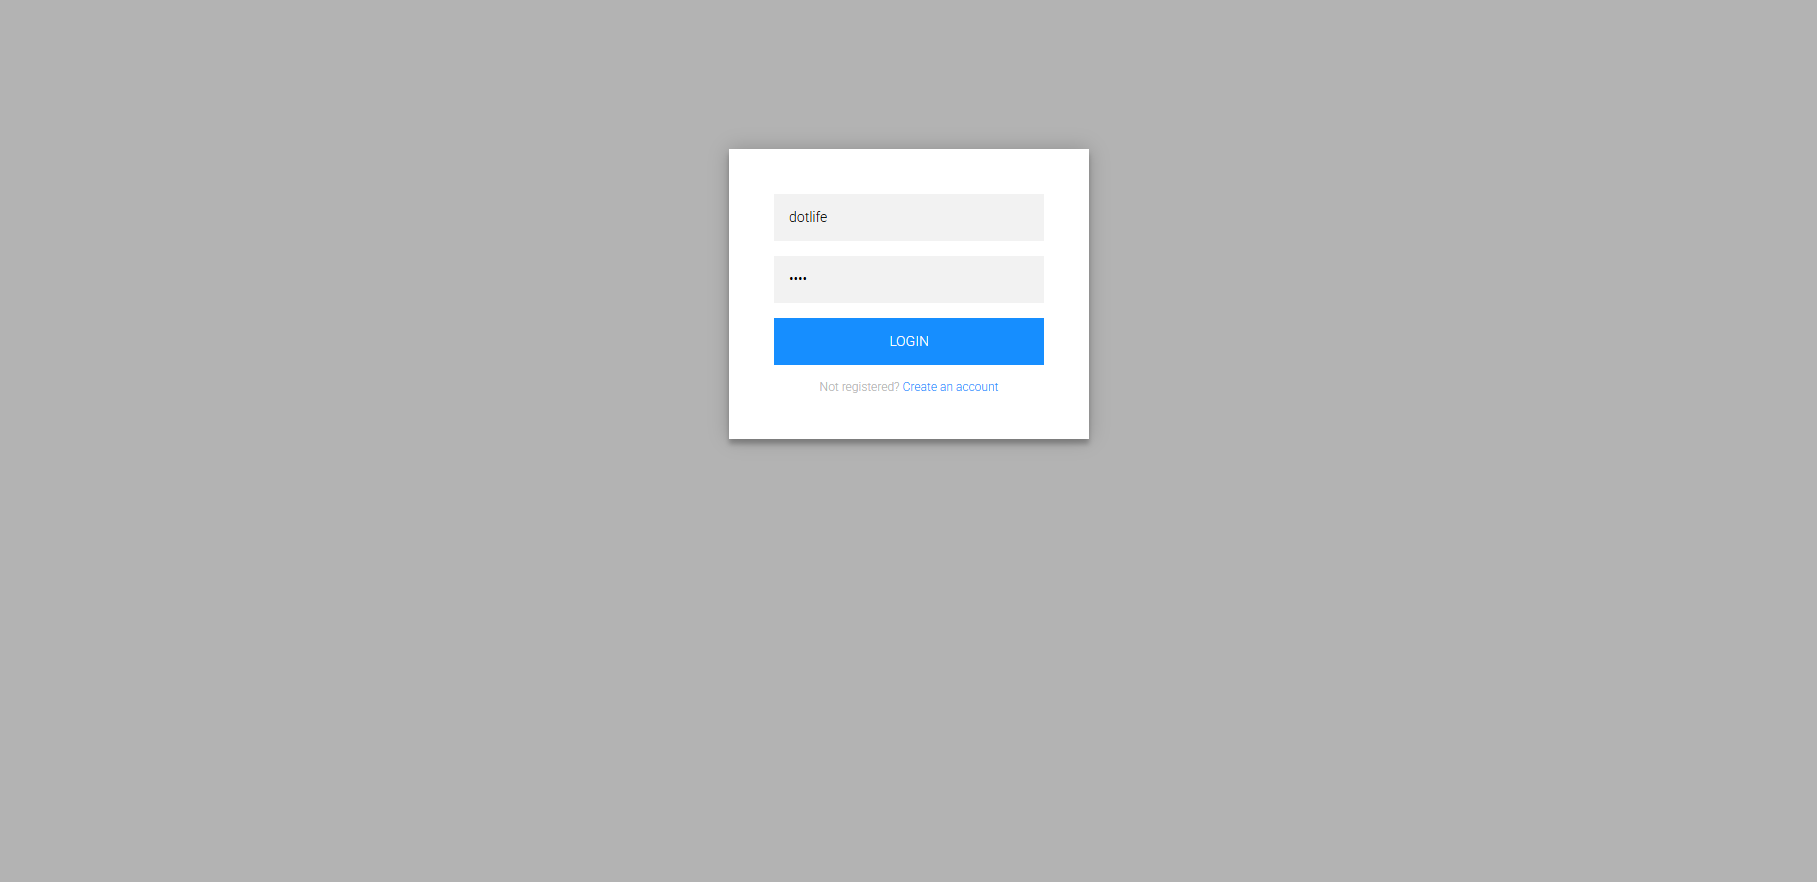 dotlife
••••
LOGIN
Not registered? Create an account